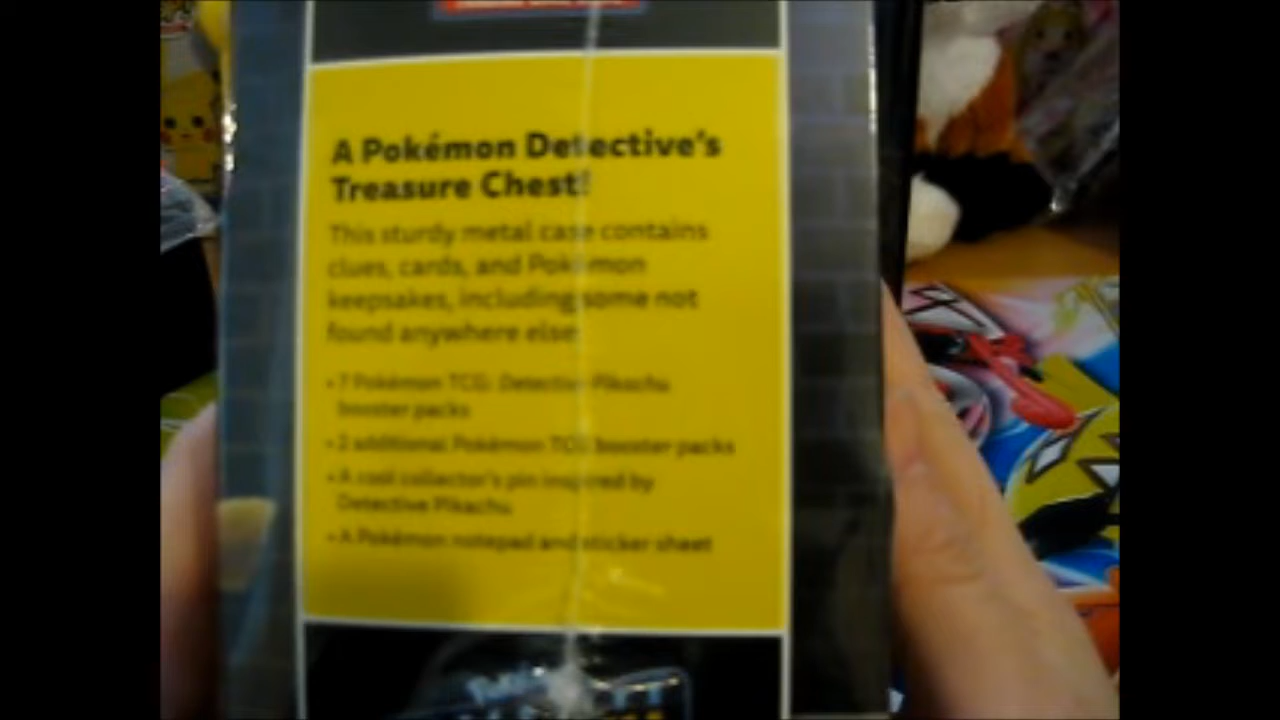 A Pokémon Detective's
Treasure Chest!
This sturdy metal case contains
clues, cards, and Pokémon
keepsakes, including some not
found anywhere else:
• 7 Pokémon TCG: Detective Pikachu
booster packs
• 2 additional Pokémon TCG booster packs
• A cool collector's pin inspired by
Detective Pikachu
• A Pokémon notepad and sticker sheet